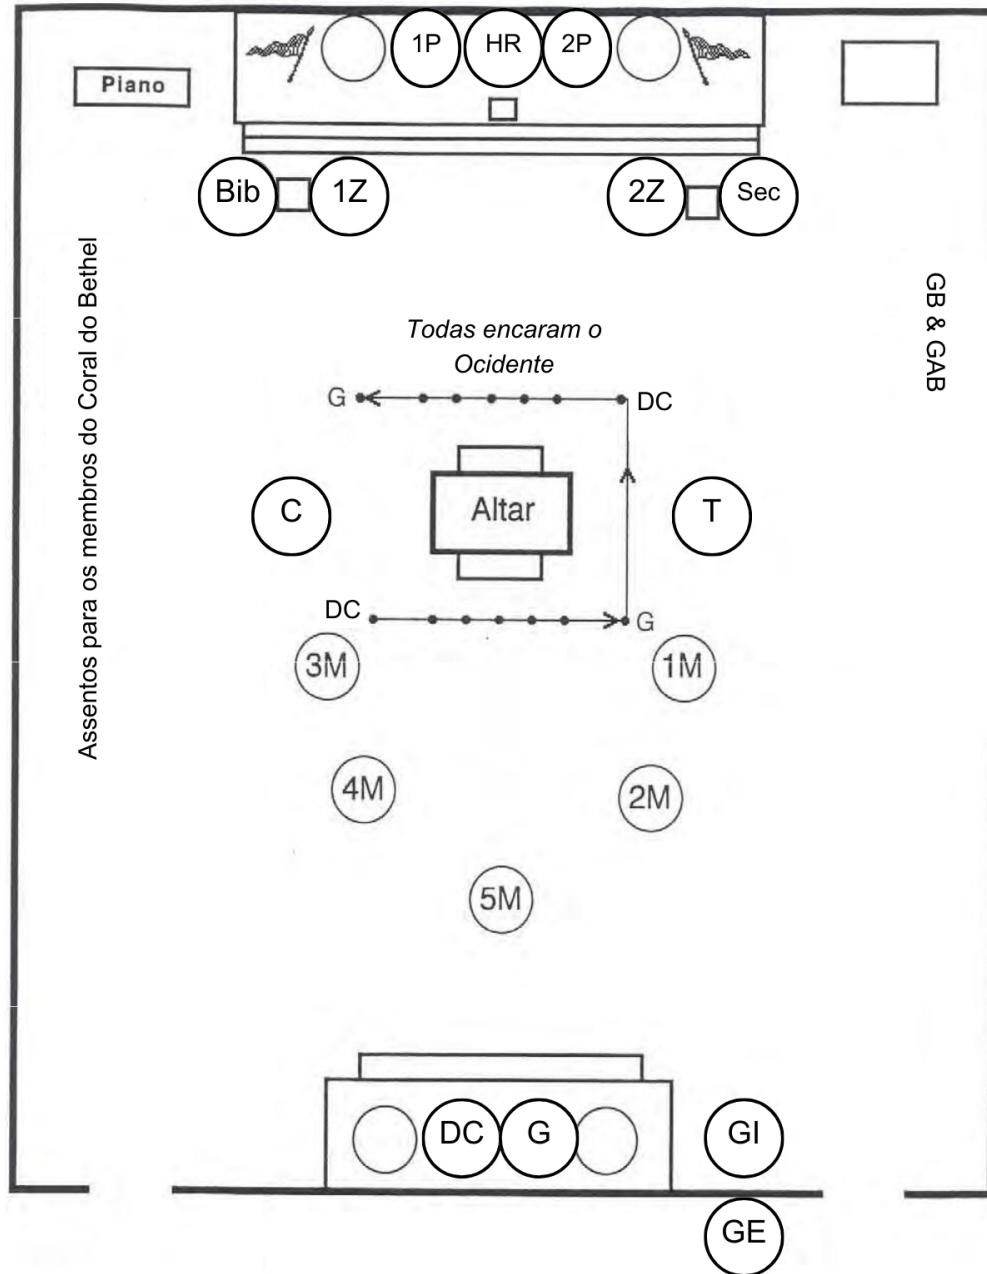 1P
HR
2P
Piano
Bib
1Z
2Z
Sec
Assentos para os membros do Coral do Bethel
GB & GAB
Todas encaram o
Ocidente
G
DC
C
Altar
T
DC
G
3M
1M
4M
2M
5M
DC
G
GI
GE